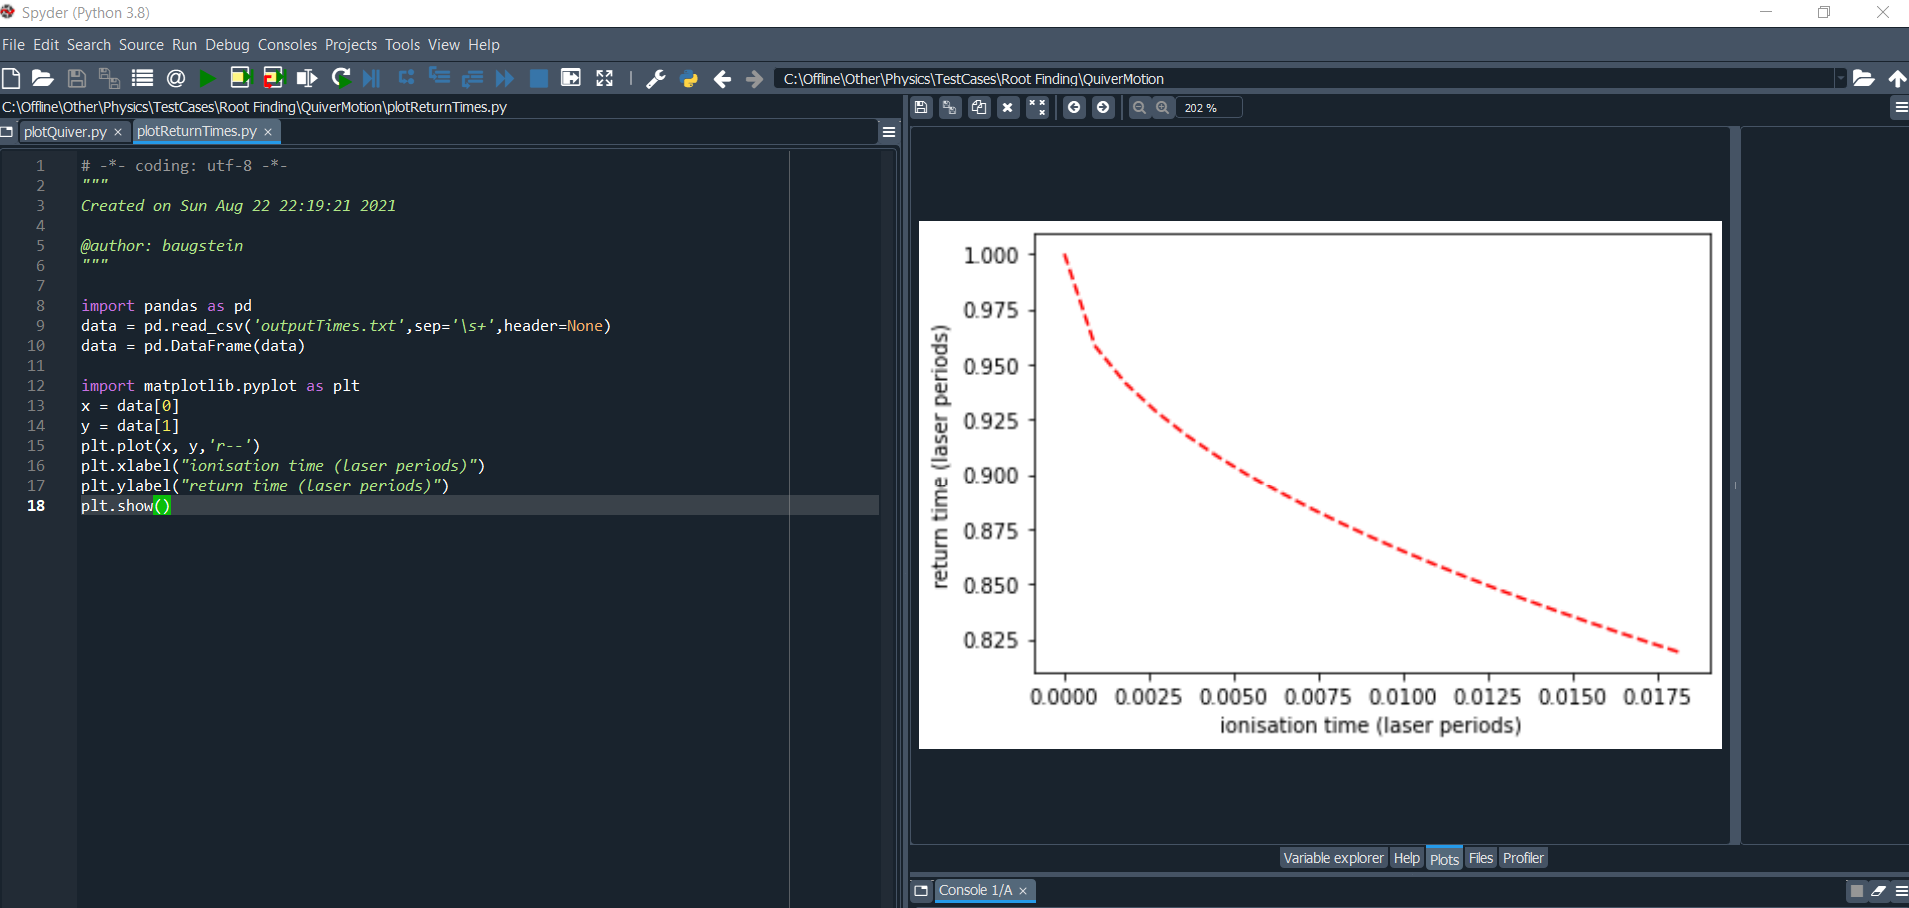 Spyder (Python 3.8)
File Edit Search Source Run Debug Consoles Projects Tools View Help
C:\Offline\Other\Physics\TestCases\Root Finding\QuiverMotion
C:\Offline\Other\Physics\TestCases\Root Finding\QuiverMotion\plotReturnTimes.py
plotQuiver.py
plotReturnTimes.py
1 # -*- coding: utf-8 -*-
2 """
3 Created on Sun Aug 22 22:19:21 2021
4
5 @author: baugstein
6 """
7
8 import pandas as pd
9 data = pd.read_csv('outputTimes.txt',sep='\s+',header=None)
10 data = pd.DataFrame(data)
11
12 import matplotlib.pyplot as plt
13 x = data[0]
14 y = data[1]
15 plt.plot(x, y,'r--')
16 plt.xlabel("ionisation time (laser periods)")
17 plt.ylabel("return time (laser periods)")
18 plt.show()
202 %
return time (laser periods)
1.000
0.975
0.950
0.925
0.900
0.875
0.850
0.825
0.0000 0.0025 0.0050 0.0075 0.0100 0.0125 0.0150 0.0175
ionisation time (laser periods)
Variable explorer Help Plots Files Profiler
Console 1/A